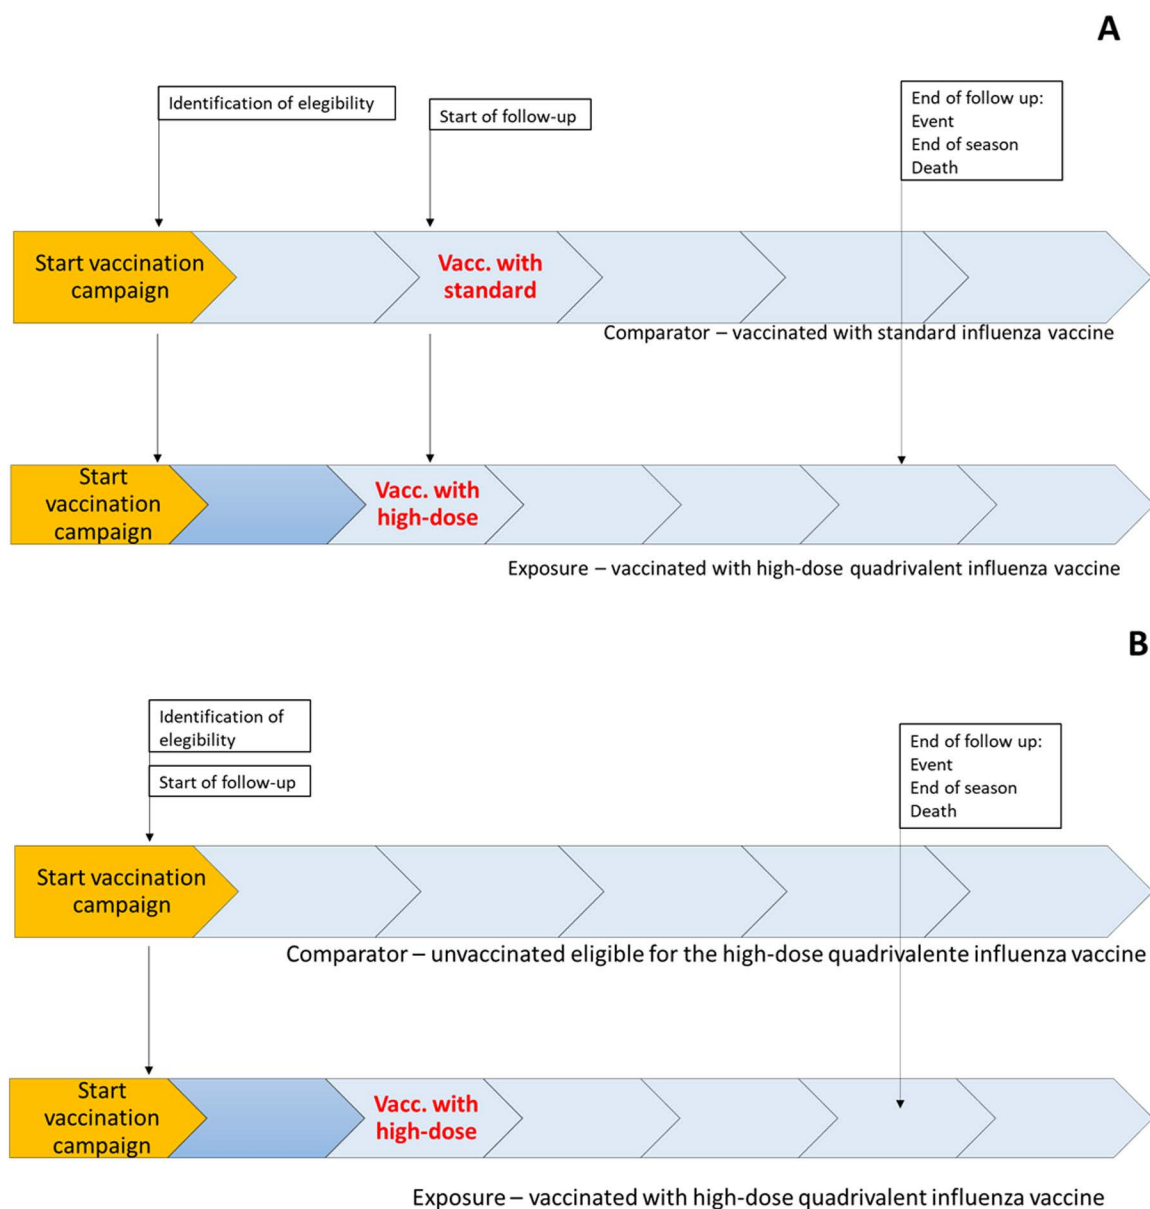 A
Identification of elegibility
Start of follow-up
End of follow up:
Event
End of season
Death
Start vaccination
campaign
Vacc. with
standard
Comparator – vaccinated with standard influenza vaccine
Start
vaccination
campaign
Vacc. with
high-dose
Exposure – vaccinated with high-dose quadrivalent influenza vaccine
B
Identification of
elegibility
Start of follow-up
End of follow up:
Event
End of season
Death
Start vaccination
campaign
Comparator – unvaccinated eligible for the high-dose quadrivalente influenza vaccine
Start
vaccination
campaign
Vacc. with
high-dose
Exposure – vaccinated with high-dose quadrivalent influenza vaccine